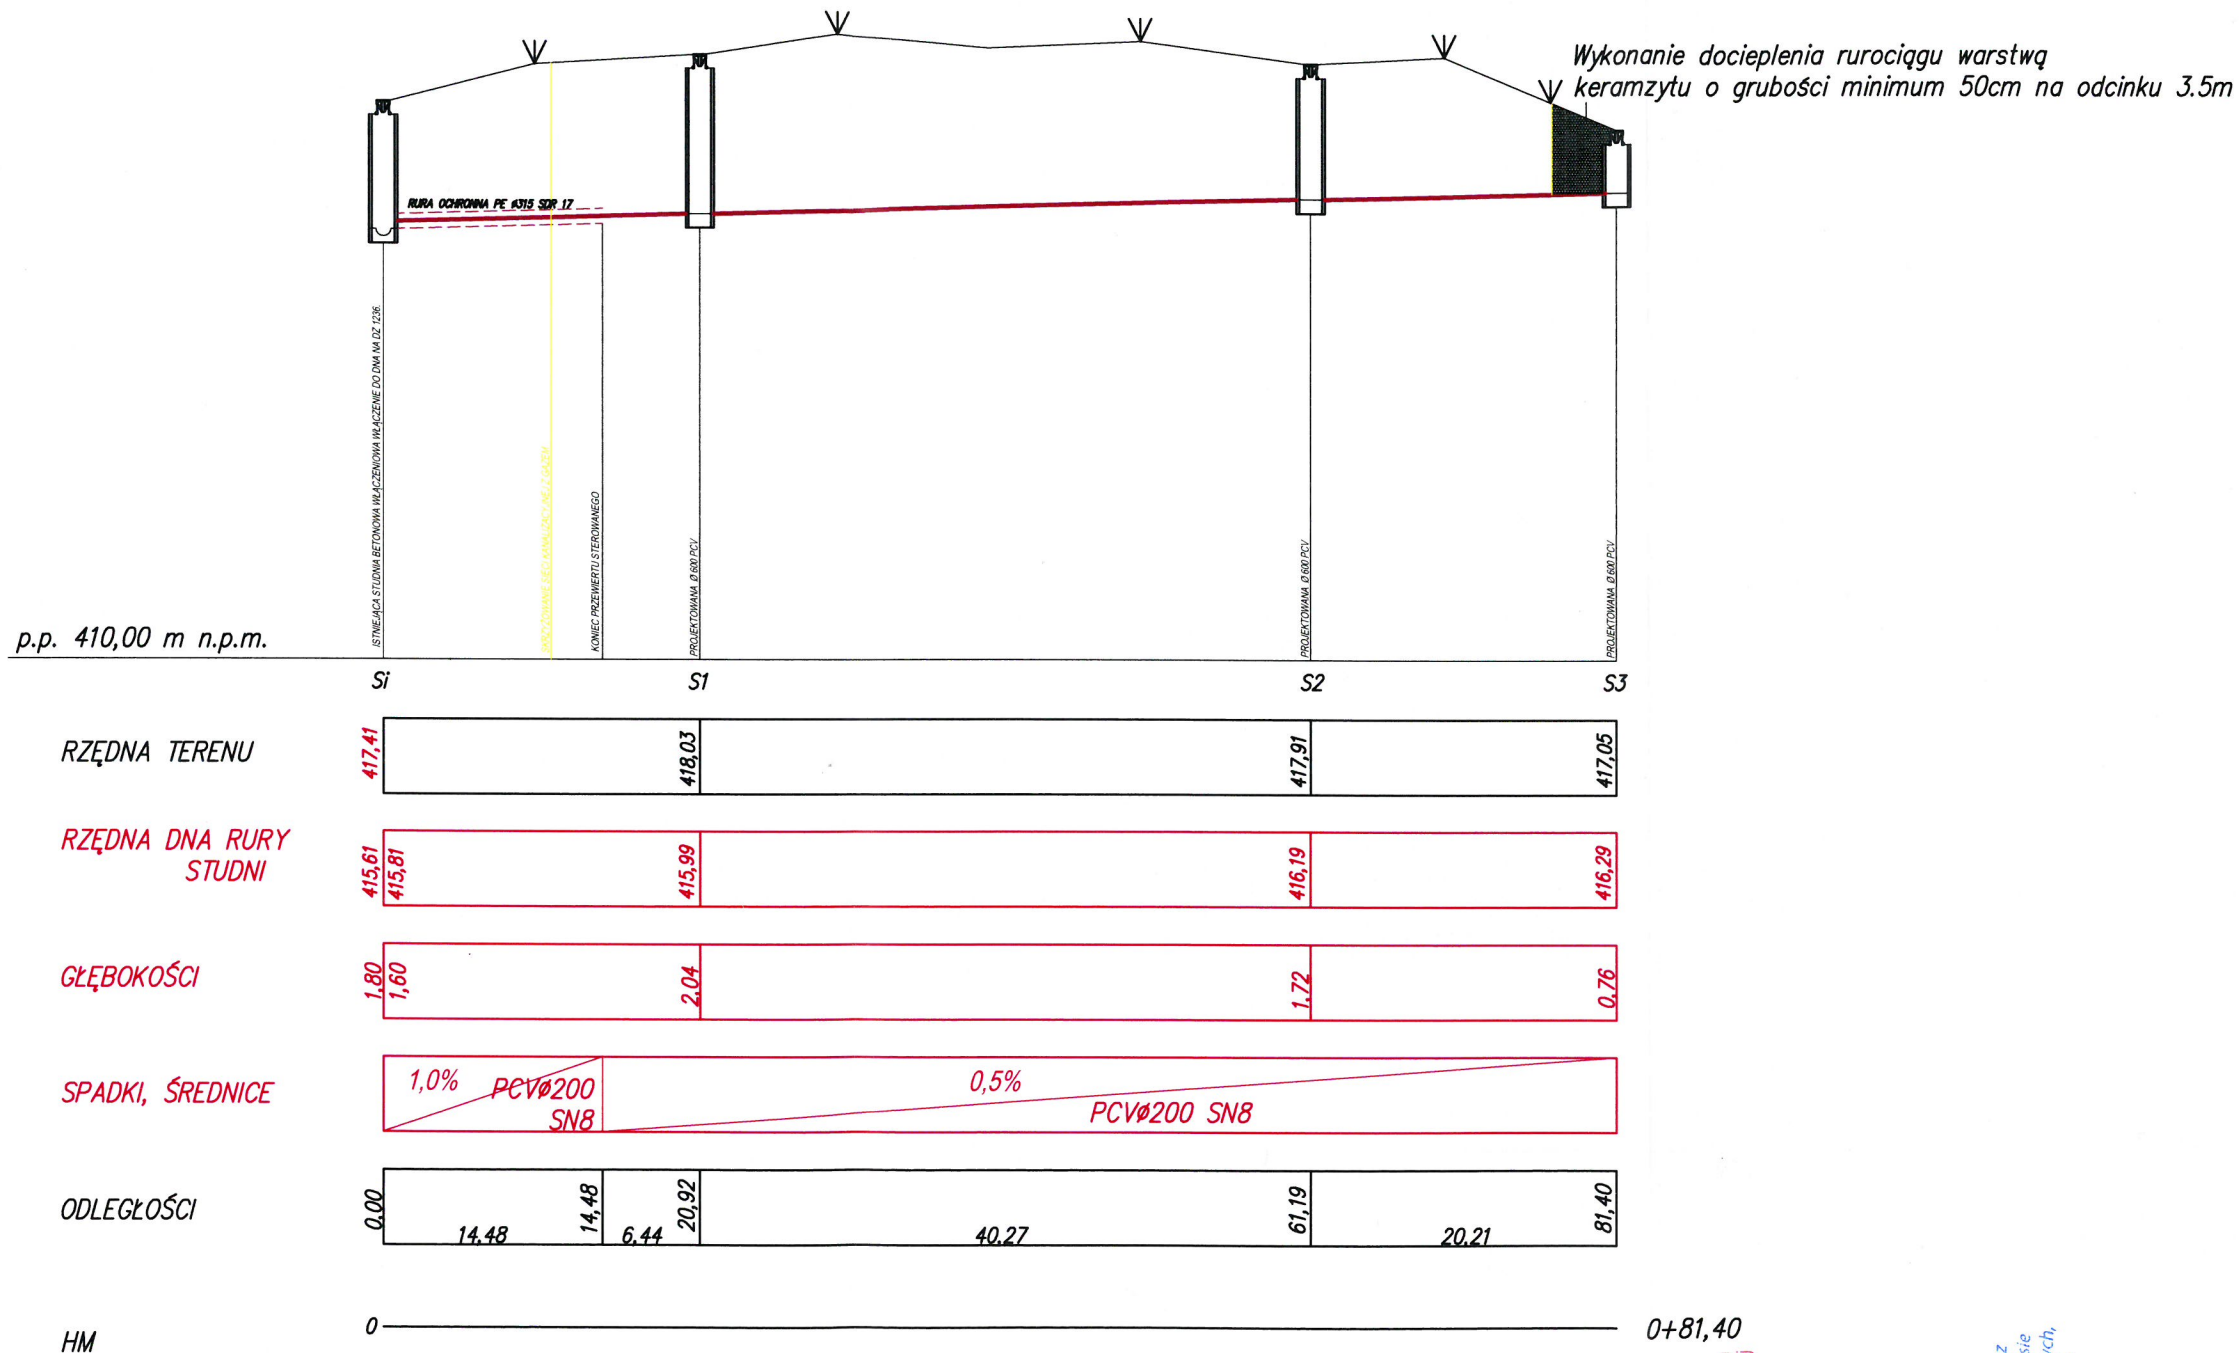 Wykonanie docieplenia rurociągu warstwą
keramzytu o grubości minimum 50cm na odcinku 3.5m
RURA OCHRONNA PE ø315 SDR 17
ISTNIEJĄCA STUDNIA BETONOWA WŁĄCZENIOWA WŁĄCZENIE DO DNA NA DZ 1236.
KONIEC PRZEWIERTU STEROWANEGO
PROJEKTOWANA Ø 600 PCV
PROJEKTOWANA Ø 600 PCV
PROJEKTOWANA Ø 600 PCV
p.p. 410,00 m n.p.m.
Si S1 S2 S3
RZĘDNA TERENU 417,41 418,03 417,91 417,05
RZĘDNA DNA RURY
STUDNI
415,61 415,81 415,99 416,19 416,29
GŁĘBOKOŚCI 1.80 1,60 2.04 1.72 0.76
SPADKI, ŚREDNICE
1,0% PCVø200
SN8
0,5%
PCVø200 SN8
ODLEGŁOŚCI 0.00 14,48 20,92 61,19 81,40
14.48 6.44 40.27 20.21
HM 0 0+81,40